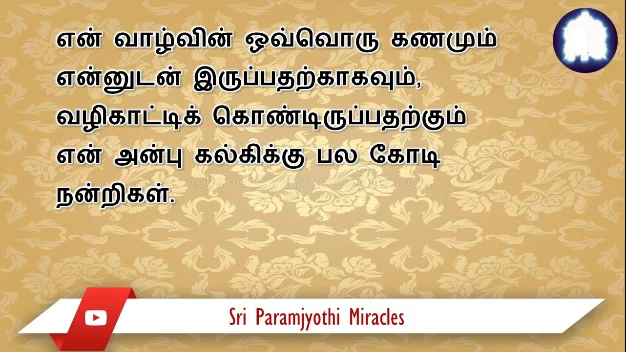 என் வாழ்வின் ஒவ்வொரு கணமும்
என்னுடன் இருப்பதற்காகவும்,
வழிகாட்டிக் கொண்டிருப்பதற்கும்
என் அன்பு கல்கிக்கு பல கோடி
நன்றிகள்.
Sri Paramjyothi Miracles